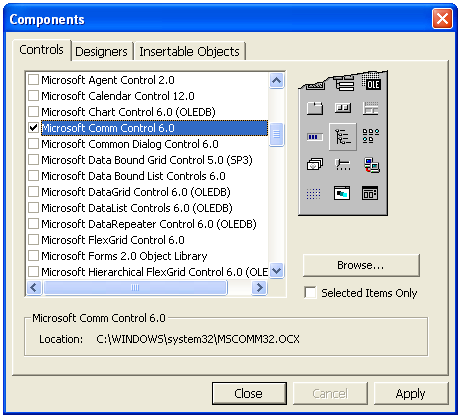 Components
Controls Designers Insertable Objects
Microsoft Agent Control 2.0
Microsoft Calendar Control 12.0
Microsoft Chart Control 6.0 (OLEDB)
Microsoft Comm Control 6.0
Microsoft Common Dialog Control 6.0
Microsoft Data Bound Grid Control 5.0 (SP3)
Microsoft Data Bound List Controls 6.0
Microsoft DataGrid Control 6.0 (OLEDB)
Microsoft DataList Controls 6.0 (OLEDB)
Microsoft DataRepeater Control 6.0 (OLEDB)
Microsoft FlexGrid Control 6.0
Microsoft Forms 2.0 Object Library
Microsoft Hierarchical FlexGrid Control 6.0 (OLE
OLE
Browse...
Selected Items Only
Microsoft Comm Control 6.0
Location: C:\WINDOWS\system32\MSCOMM32.OCX
Close Cancel Apply